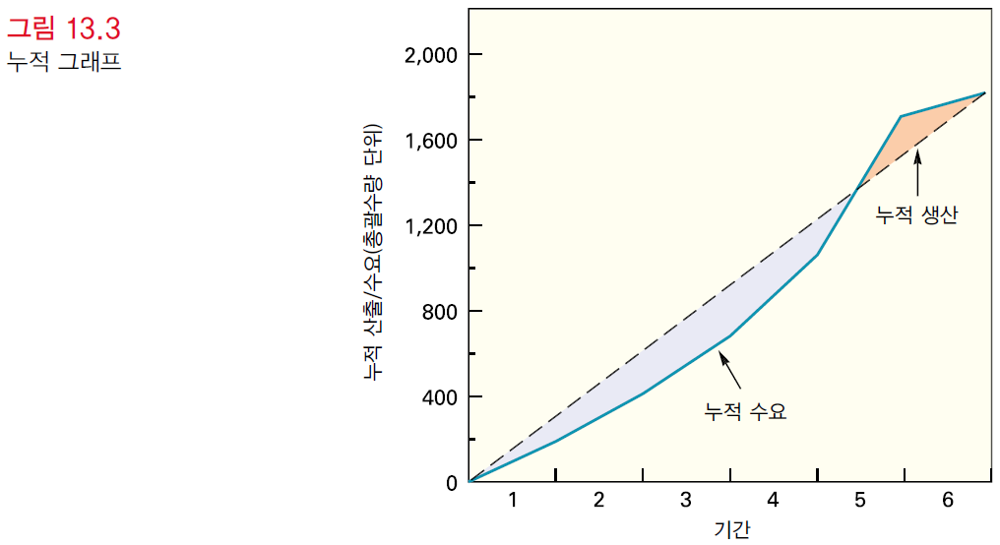 그림 13.3
누적 그래프
누적 산출/수요(총괄수량 단위)
2,000
1,600
1,200
800
400
0
누적 생산
누적 수요
1 2 3 4 5 6
기간